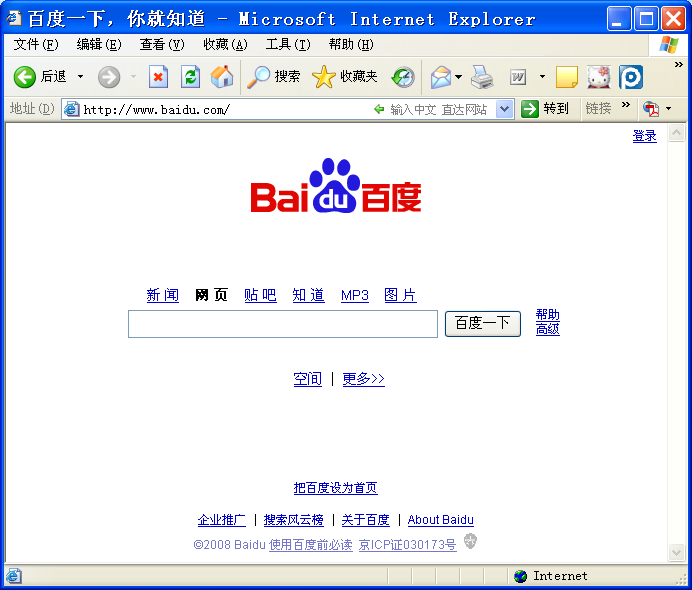 百度一下，你就知道 - Microsoft Internet Explorer
文件(F) 编辑(E) 查看(V) 收藏(A) 工具(T) 帮助(H)
后退 搜索 收藏夹 »
地址(D) http://www.baidu.com/ 输入中文 直达网站 转到 链接 »
登录
Bai du 百度
新闻 网页 贴吧 知道 MP3 图片
百度一下 帮助
高级
空间 | 更多>>
把百度设为首页
企业推广 | 搜索风云榜 | 关于百度 | About Baidu
©2008 Baidu 使用百度前必读 京ICP证030173号
Internet